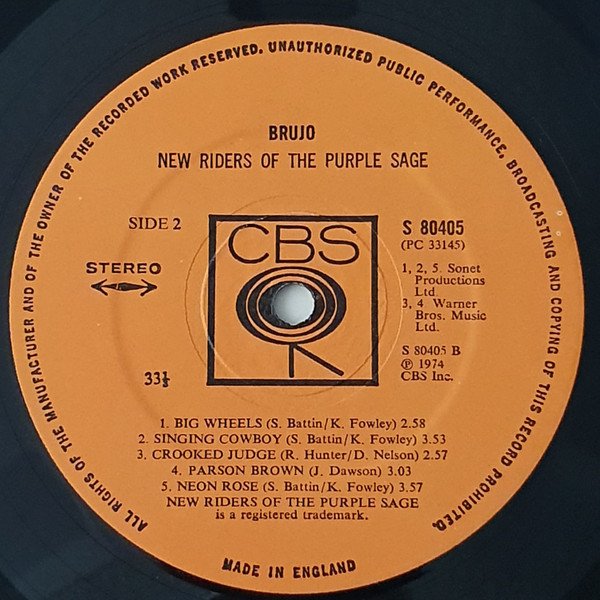 ALL RIGHTS OF THE MANUFACTURER AND OF THE OWNER OF THE RECORDED WORK RESERVED. UNAUTHORIZED PUBLIC PERFORMANCE, BROADCASTING AND COPYING OF THIS RECORD PROHIBITED.
BRUJO
NEW RIDERS OF THE PURPLE SAGE
SIDE 2
STEREO
33⅓
CBS
S 80405
(PC 33145)
1, 2, 5. Sonet
Productions
Ltd.
3, 4 Warner
Bros. Music
Ltd.
S 80405 B
Ⓟ 1974
CBS Inc.
1. BIG WHEELS (S. Battin/K. Fowley) 2.58
2. SINGING COWBOY (S. Battin/K. Fowley) 3.53
3. CROOKED JUDGE (R. Hunter/D. Nelson) 2.57
4. PARSON BROWN (J. Dawson) 3.03
5. NEON ROSE (S. Battin/K. Fowley) 3.57
NEW RIDERS OF THE PURPLE SAGE
is a registered trademark.
MADE IN ENGLAND